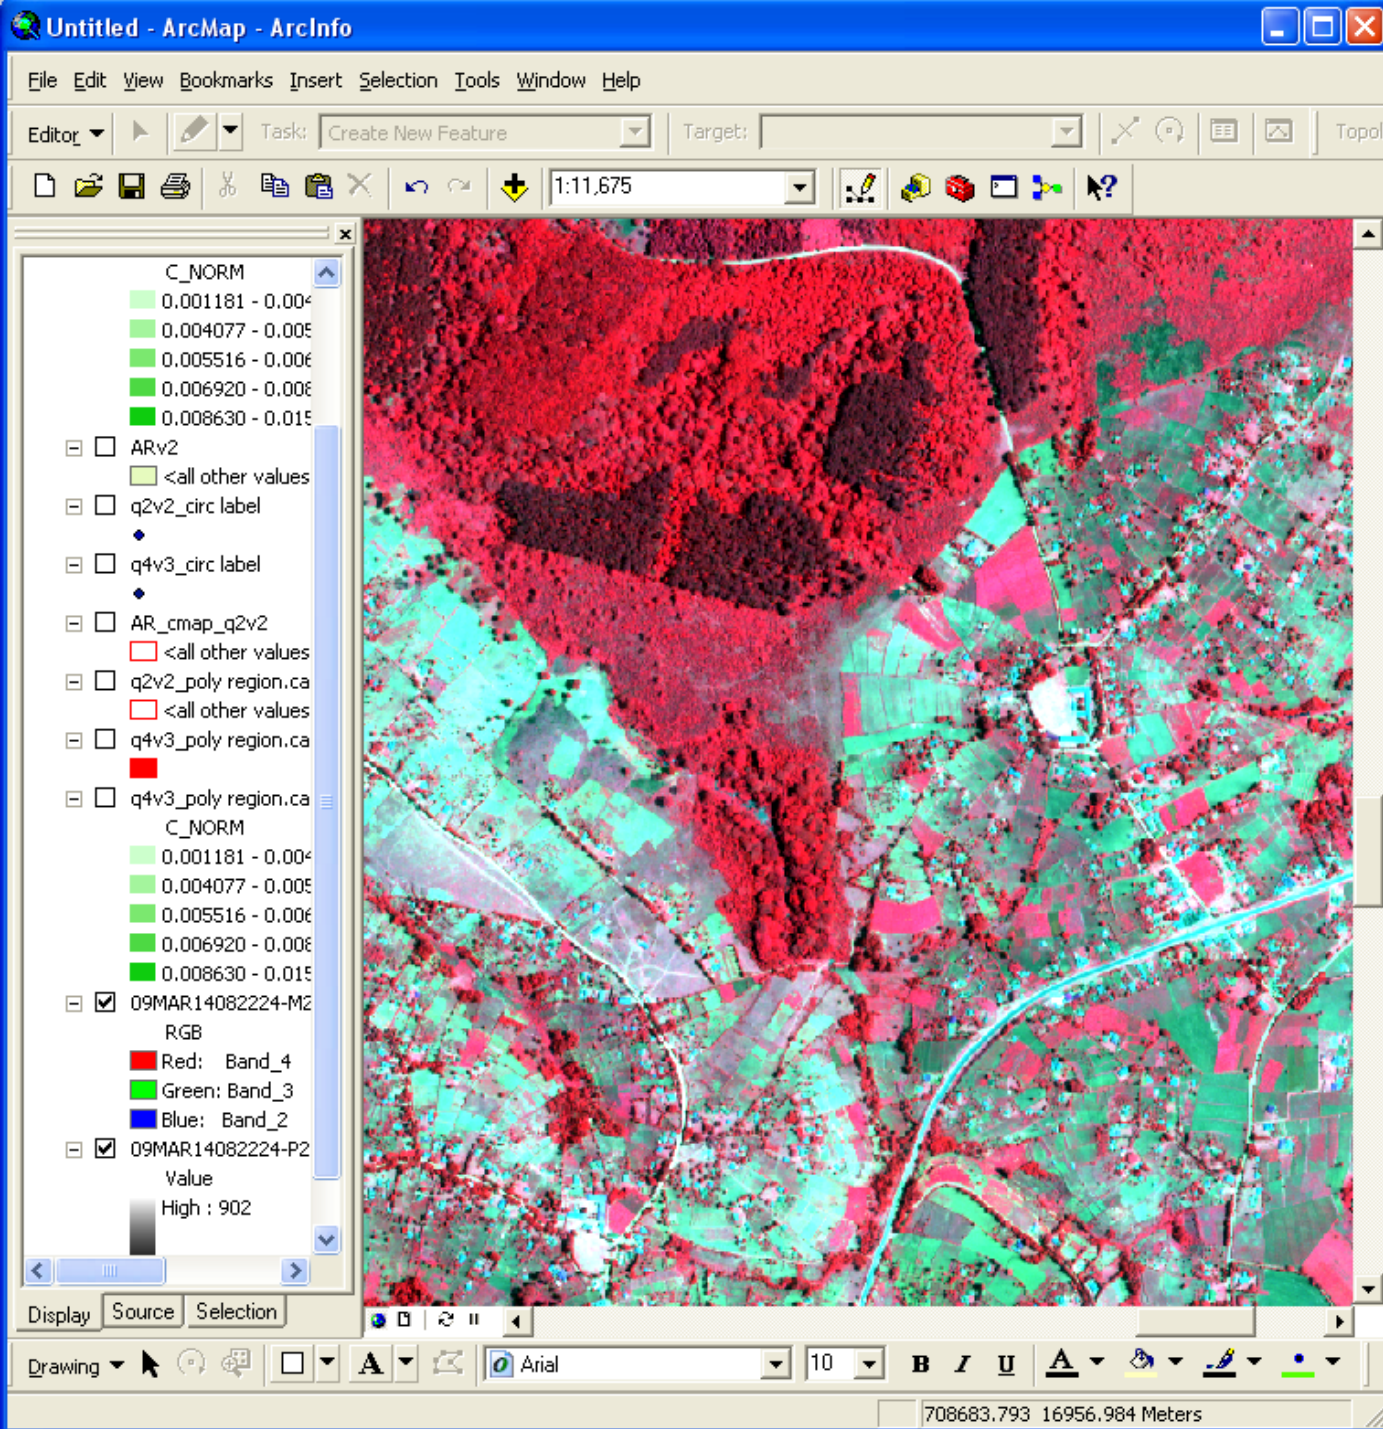 Untitled - ArcMap - ArcInfo
File Edit View Bookmarks Insert Selection Tools Window Help
Editor Task: Create New Feature Target: Topol
1:11,675
C_NORM
0.001181 - 0.004
0.004077 - 0.005
0.005516 - 0.006
0.006920 - 0.008
0.008630 - 0.015
ARv2
<all other values
q2v2_circ label
q4v3_circ label
AR_cmap_q2v2
<all other values
q2v2_poly region.ca
<all other values
q4v3_poly region.ca
q4v3_poly region.ca
C_NORM
0.001181 - 0.004
0.004077 - 0.005
0.005516 - 0.006
0.006920 - 0.008
0.008630 - 0.015
09MAR14082224-M2
RGB
Red: Band_4
Green: Band_3
Blue: Band_2
09MAR14082224-P2
Value
High : 902
Display Source Selection
Drawing A Arial 10 B I U A
708683.793 16956.984 Meters